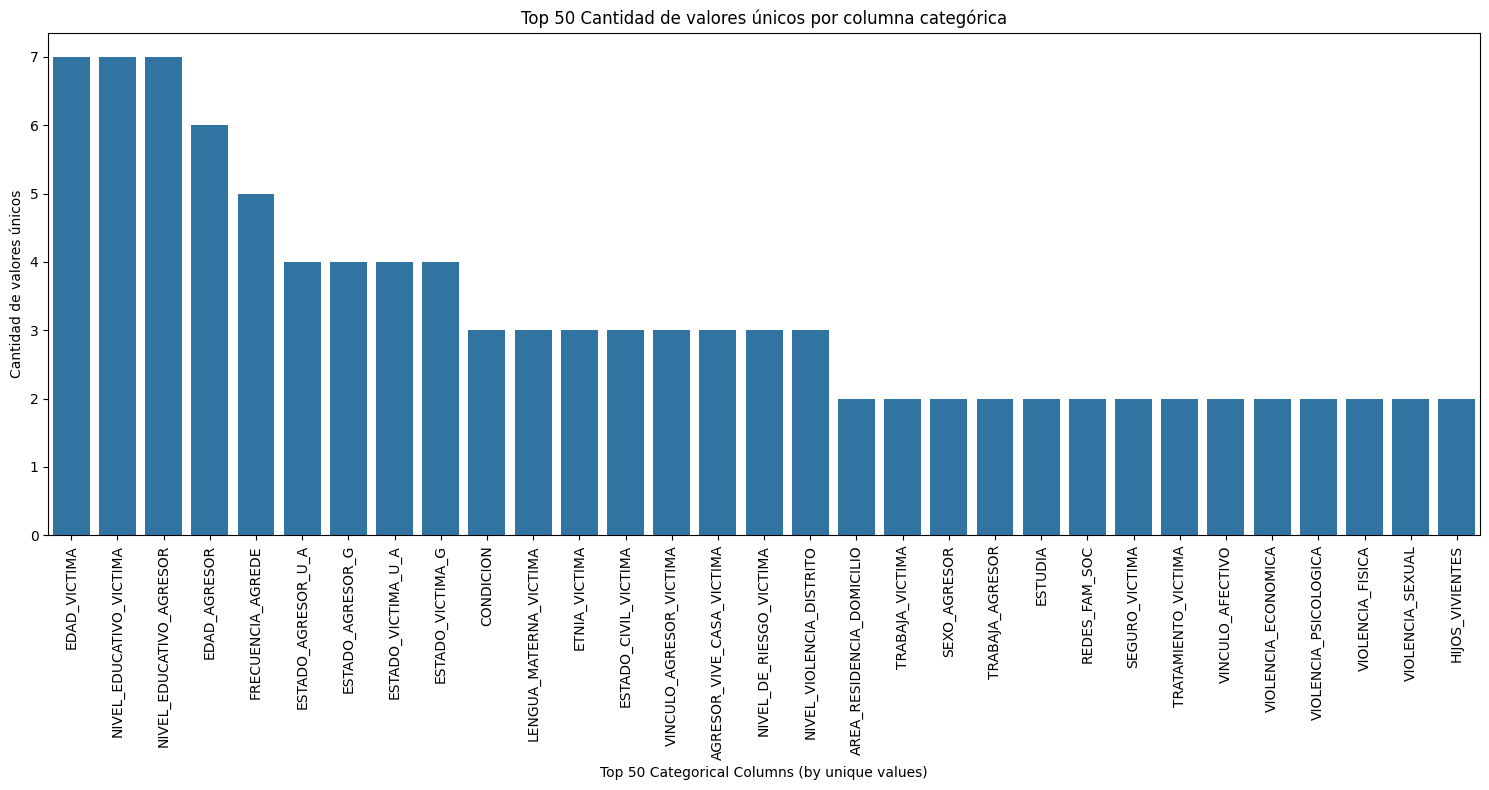 Top 50 Cantidad de valores únicos por columna categórica
Cantidad de valores únicos
7
6
5
4
3
2
1
0
EDAD_VICTIMA
NIVEL_EDUCATIVO_VICTIMA
NIVEL_EDUCATIVO_AGRESOR
EDAD_AGRESOR
FRECUENCIA_AGREDE
ESTADO_AGRESOR_U_A
ESTADO_AGRESOR_G
ESTADO_VICTIMA_U_A
ESTADO_VICTIMA_G
CONDICION
LENGUA_MATERNA_VICTIMA
ETNIA_VICTIMA
ESTADO_CIVIL_VICTIMA
VINCULO_AGRESOR_VICTIMA
AGRESOR_VIVE_CASA_VICTIMA
NIVEL_DE_RIESGO_VICTIMA
NIVEL_VIOLENCIA_DISTRITO
AREA_RESIDENCIA_DOMICILIO
TRABAJA_VICTIMA
SEXO_AGRESOR
TRABAJA_AGRESOR
ESTUDIA
REDES_FAM_SOC
SEGURO_VICTIMA
TRATAMIENTO_VICTIMA
VINCULO_AFECTIVO
VIOLENCIA_ECONOMICA
VIOLENCIA_PSICOLOGICA
VIOLENCIA_FISICA
VIOLENCIA_SEXUAL
HIJOS_VIVIENTES
Top 50 Categorical Columns (by unique values)